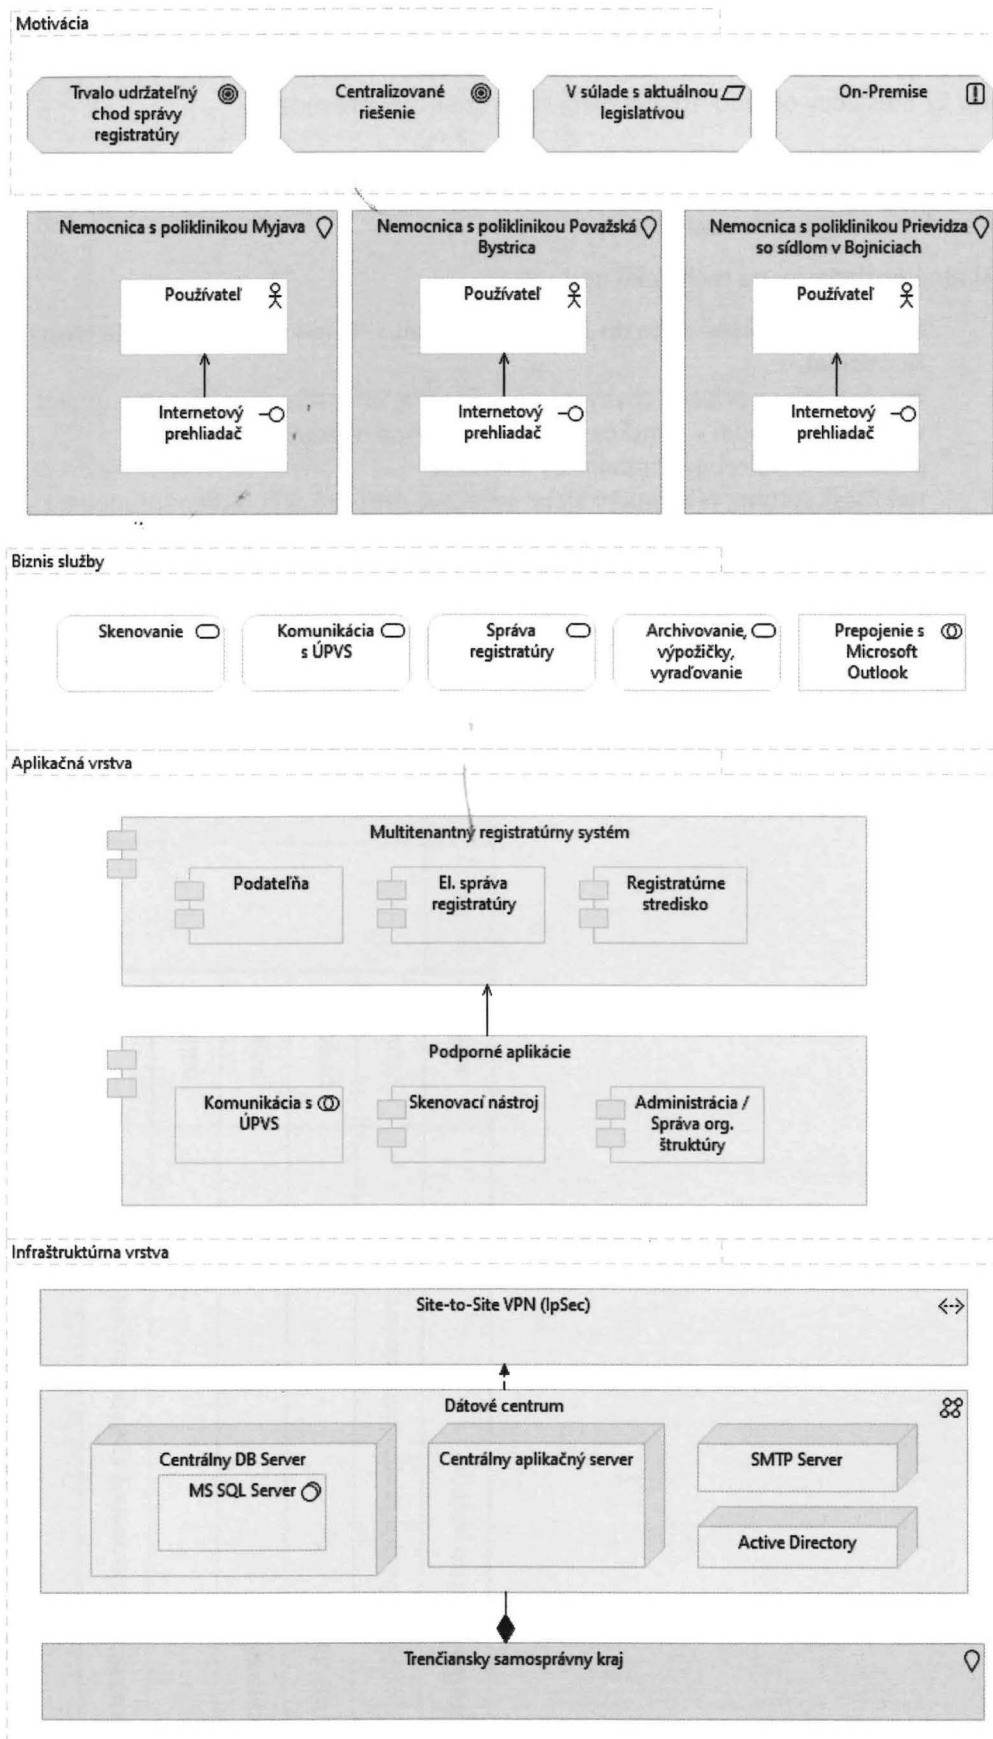 Motivácia
Trvalo udržateľný
chod správy
registratúry
Centralizované
riešenie
V súlade s aktuálnou
legislatívou
On-Premise
Nemocnica s poliklinikou Myjava
Používateľ
Internetový
prehliadač
Nemocnica s poliklinikou Považská
Bystrica
Používateľ
Internetový
prehliadač
Nemocnica s poliklinikou Prievidza
so sídlom v Bojniciach
Používateľ
Internetový
prehliadač
Biznis služby
Skenovanie
Komunikácia
s ÚPVS
Správa
registratúry
Archivovanie,
výpožičky,
vyraďovanie
Prepojenie s
Microsoft
Outlook
Aplikačná vrstva
Multitenantný registratúrny systém
Podateľňa
El. správa
registratúry
Registratúrne
stredisko
Podporné aplikácie
Komunikácia s
ÚPVS
Skenovací nástroj
Administrácia /
Správa org.
štruktúry
Infraštruktúrna vrstva
Site-to-Site VPN (IpSec)
Dátové centrum
Centrálny DB Server
MS SQL Server
Centrálny aplikačný server
SMTP Server
Active Directory
Trenčiansky samosprávny kraj